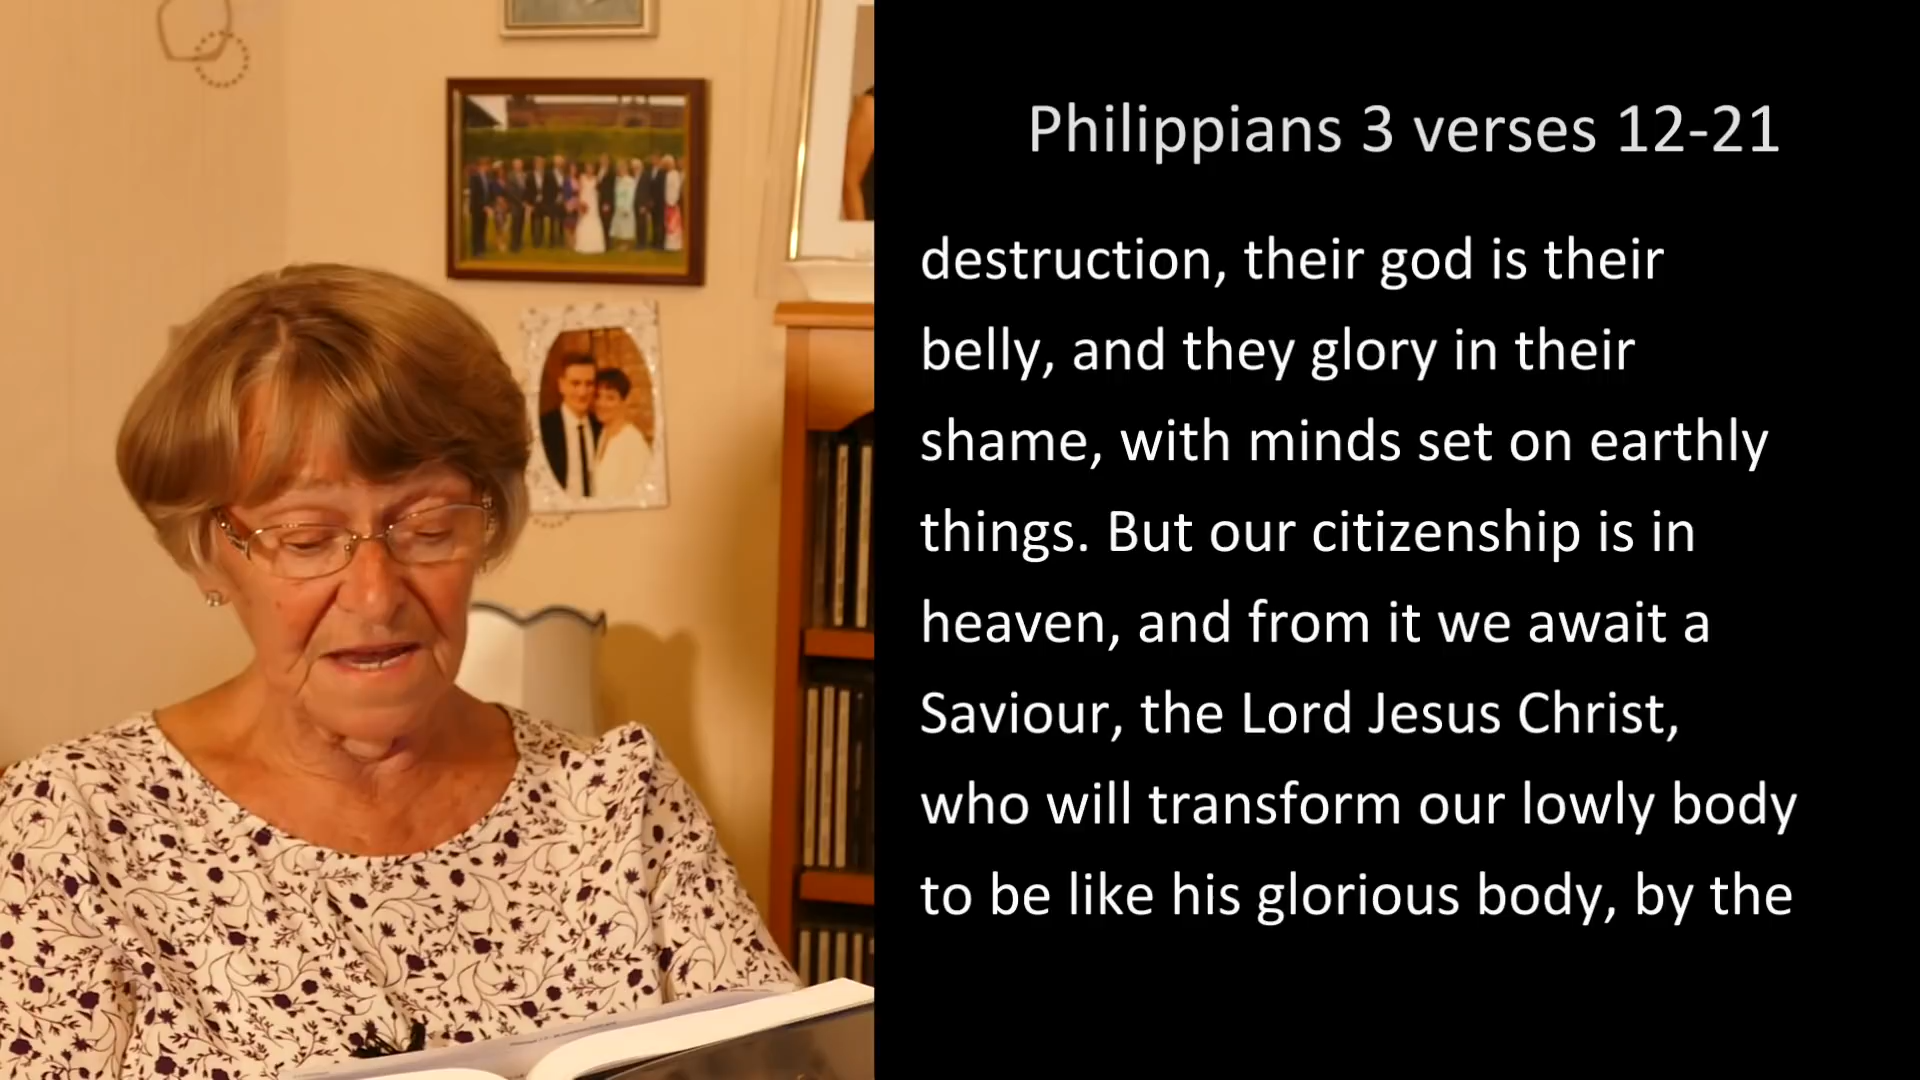 Philippians 3 verses 12-21
destruction, their god is their
belly, and they glory in their
shame, with minds set on earthly
things. But our citizenship is in
heaven, and from it we await a
Saviour, the Lord Jesus Christ,
who will transform our lowly body
to be like his glorious body, by the